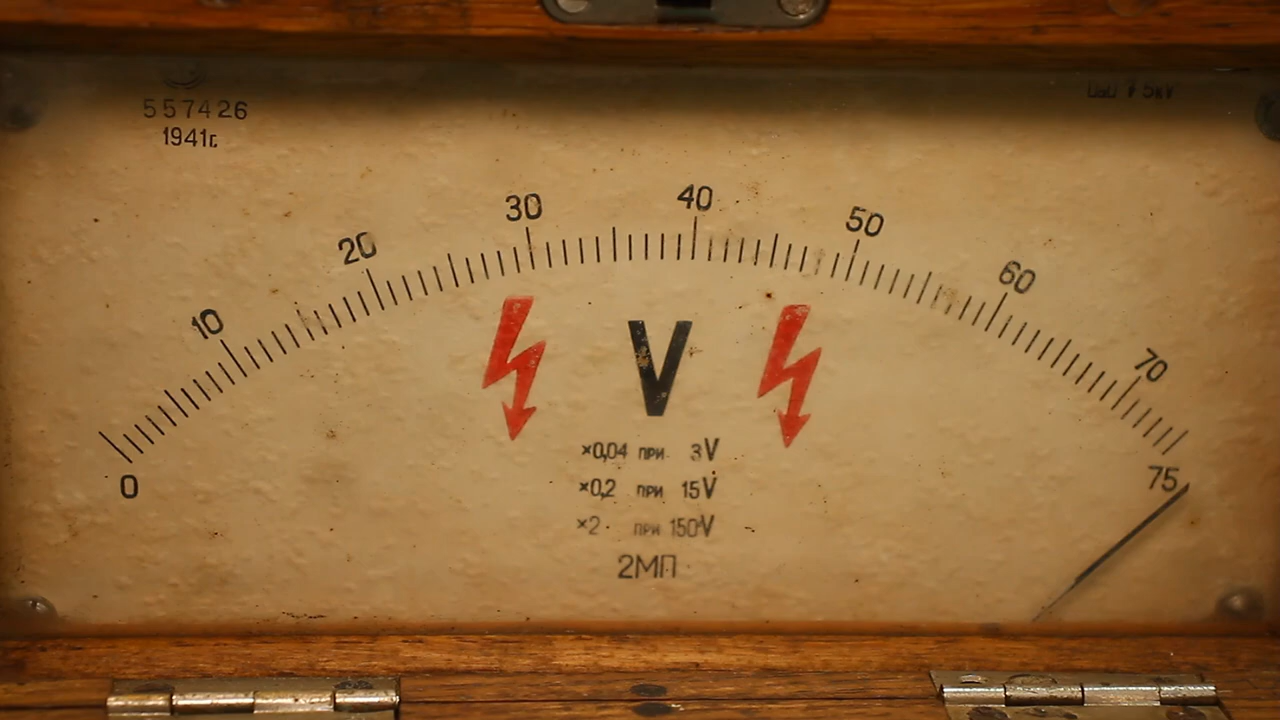 557426
1941г.
0 10 20 30 40 50 60 70 75
V
×0,04 при 3V
×0,2 при 15V
×2 при 150V
2МП